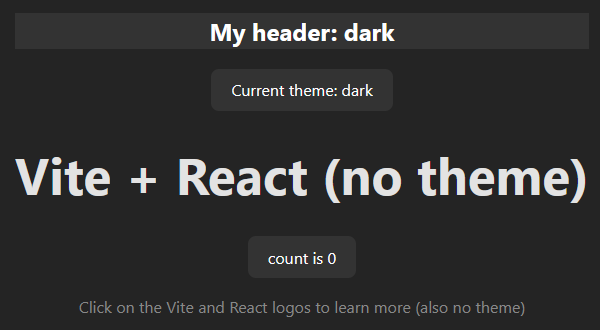 My header: dark
Current theme: dark
Vite + React (no theme)
count is 0
Click on the Vite and React logos to learn more (also no theme)